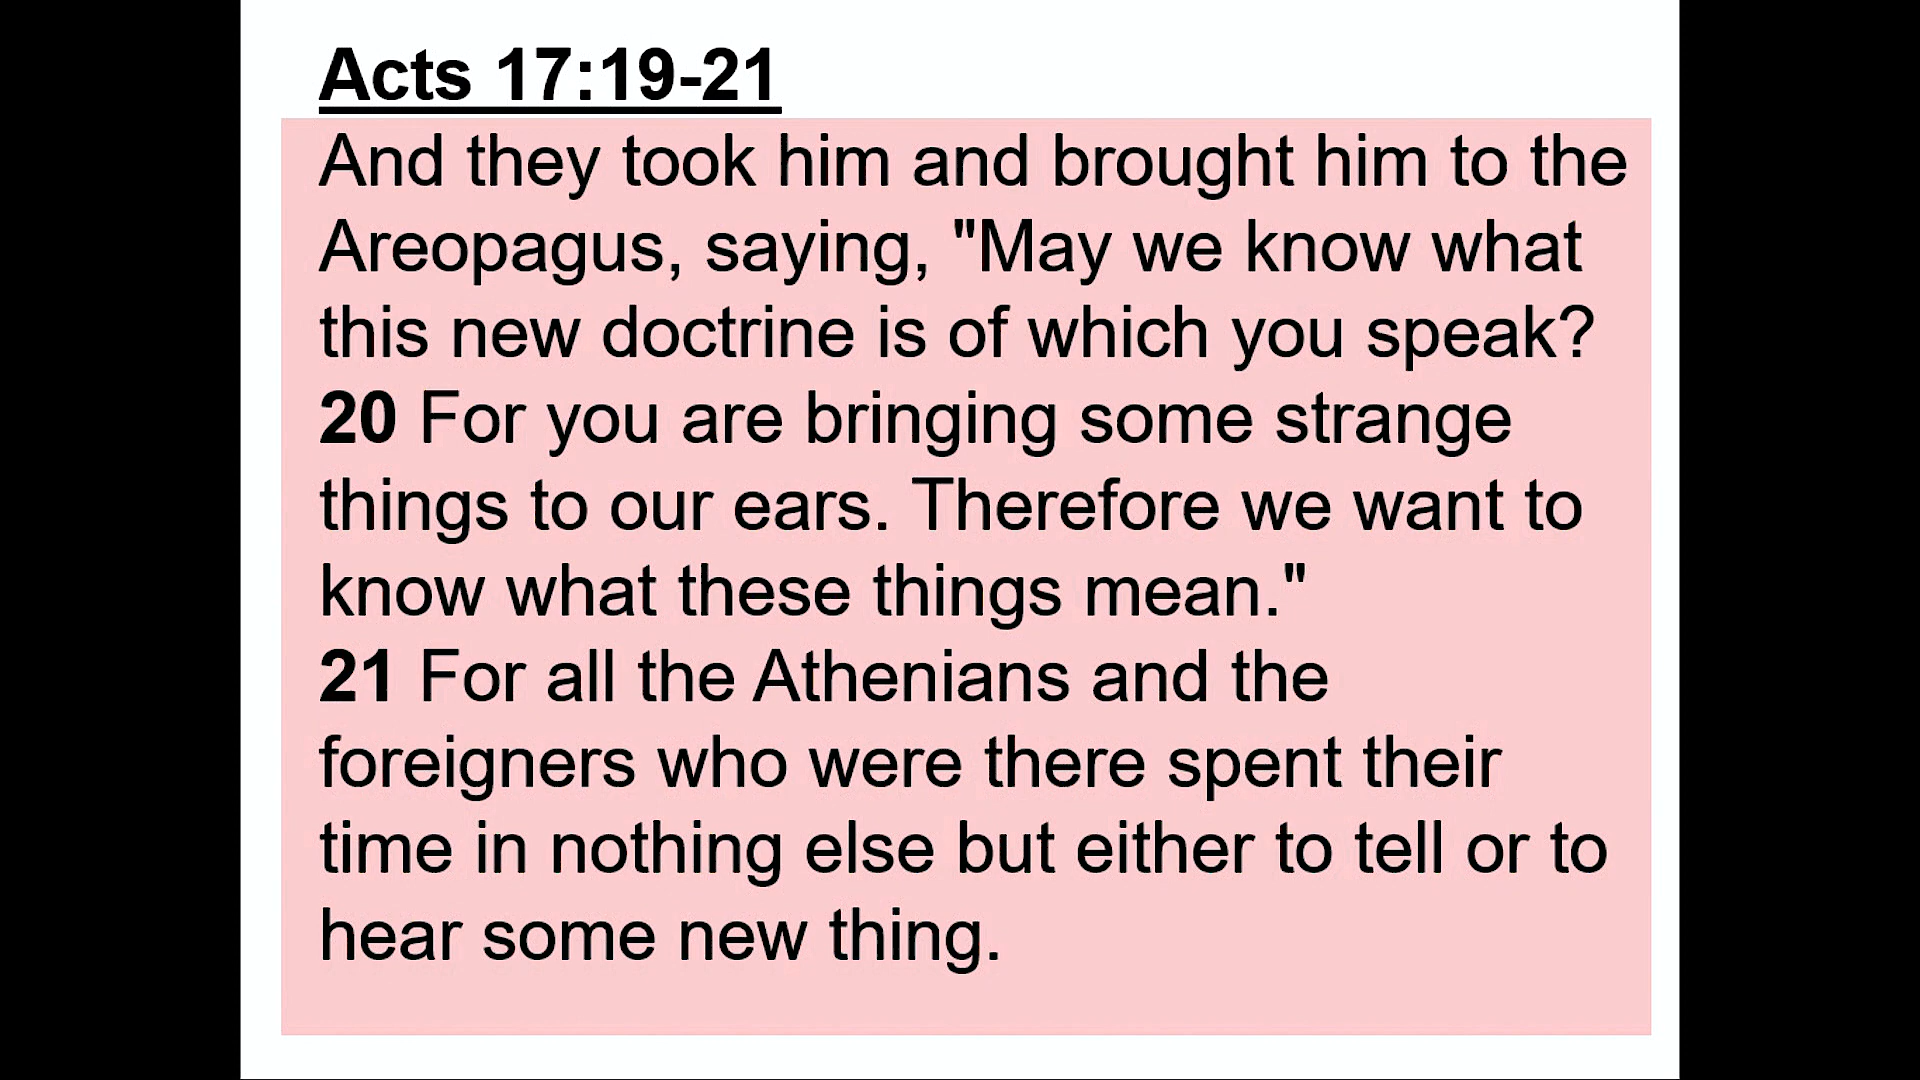 Acts 17:19-21
And they took him and brought him to the
Areopagus, saying, "May we know what
this new doctrine is of which you speak?
20 For you are bringing some strange
things to our ears. Therefore we want to
know what these things mean."
21 For all the Athenians and the
foreigners who were there spent their
time in nothing else but either to tell or to
hear some new thing.